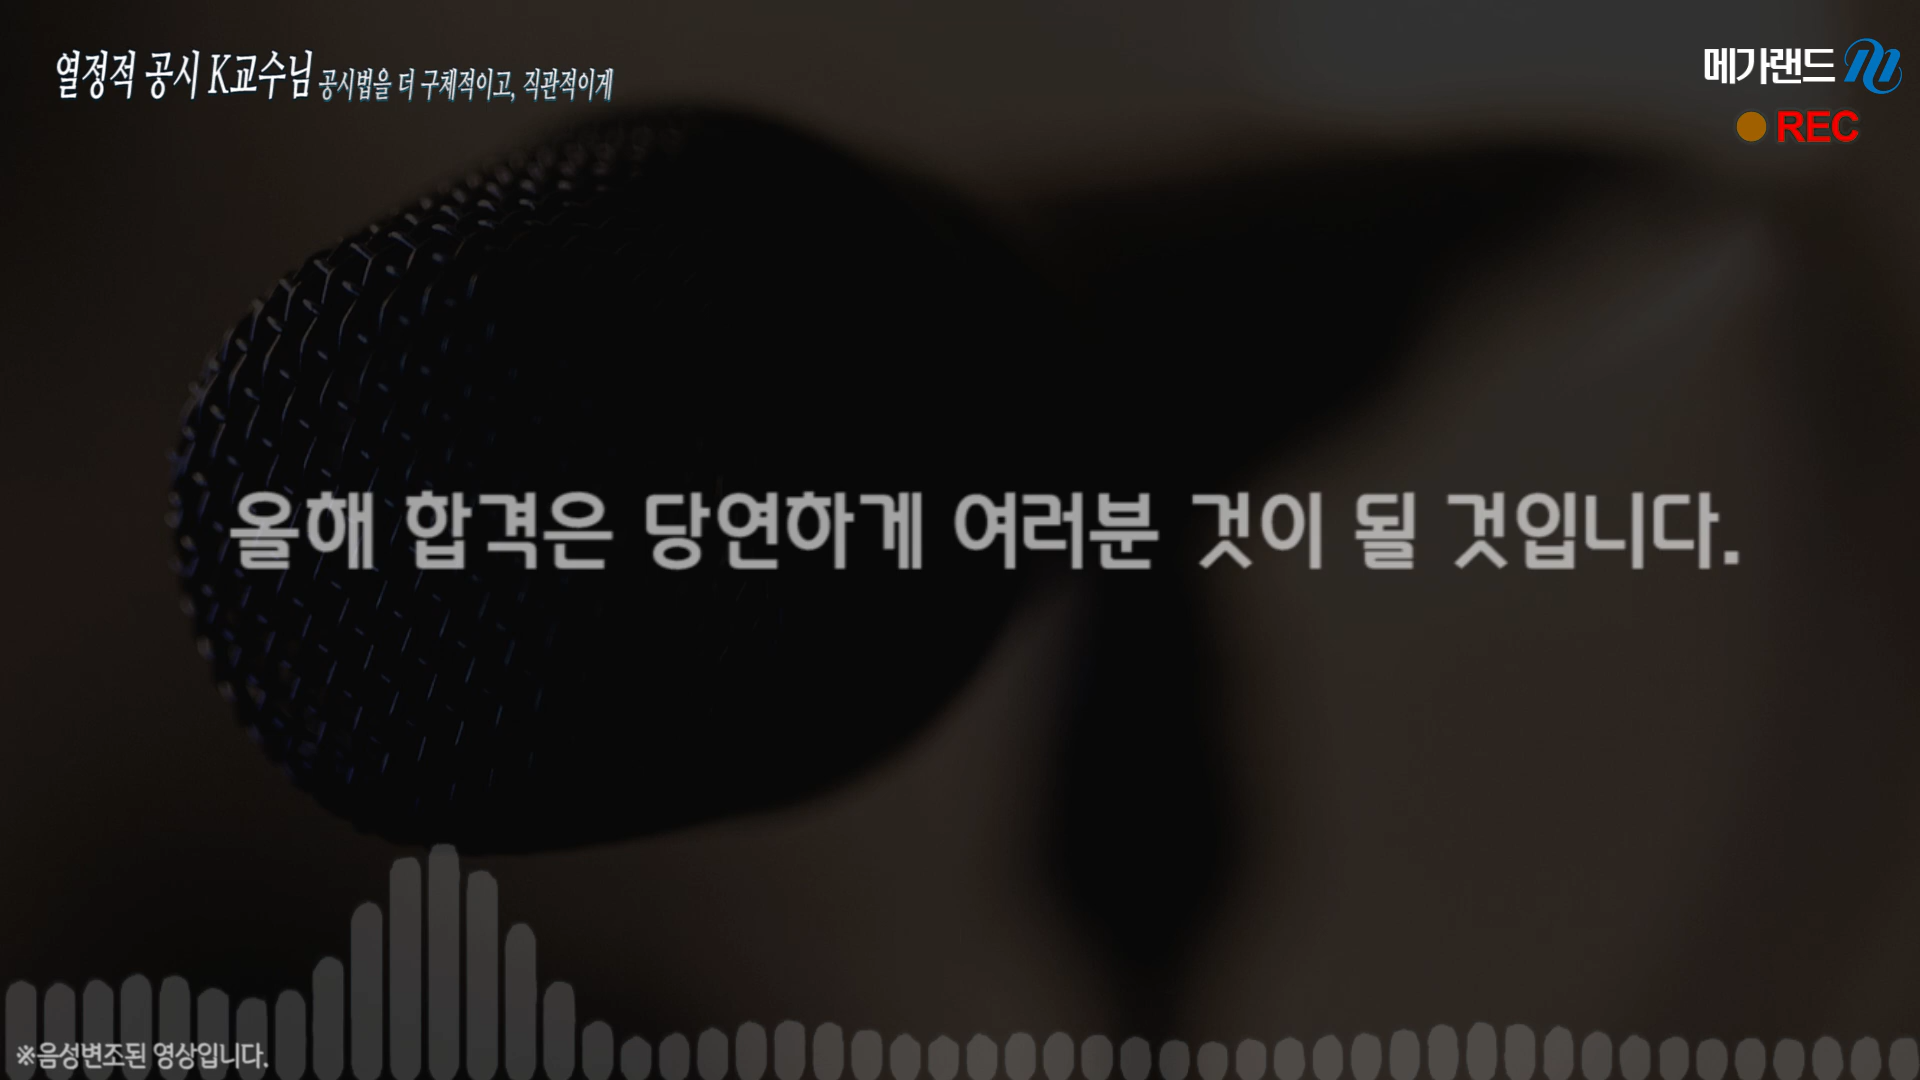 열정적 공시 K교수님 공시법을 더 구체적이고, 직관적이게
메가랜드
REC
올해 합격은 당연하게 여러분 것이 될 것입니다.
※음성변조된 영상입니다.